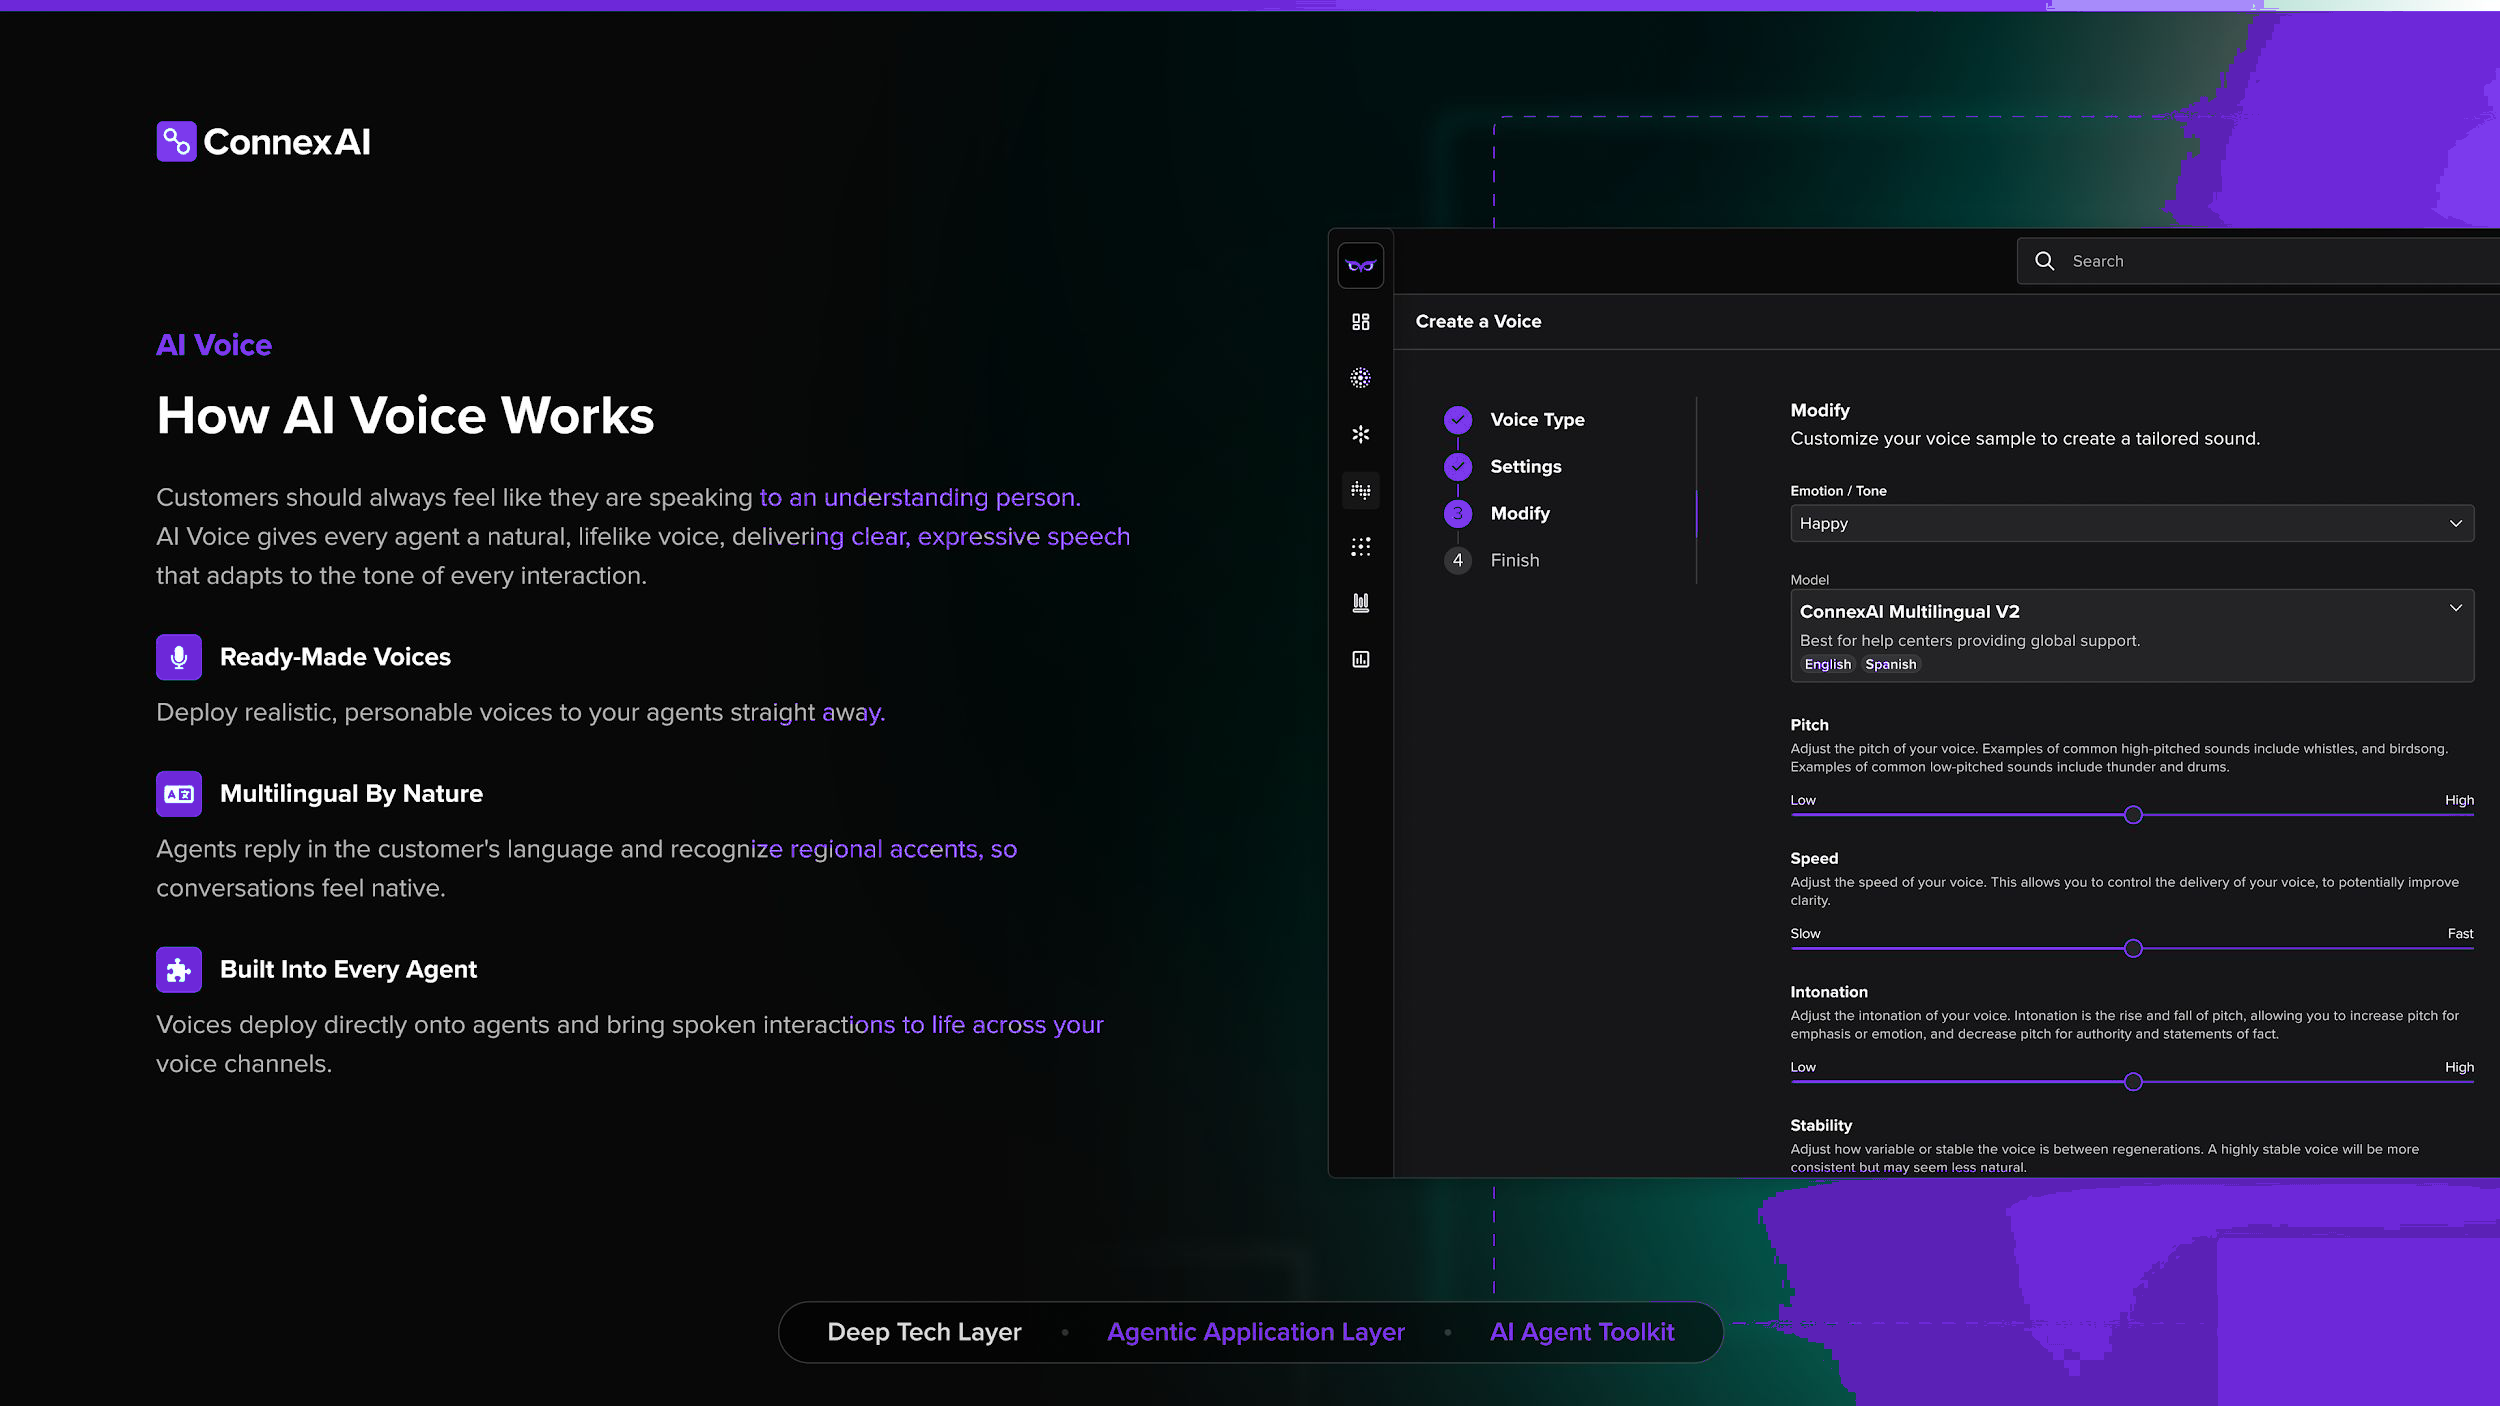 ConnexAI
AI Voice
How AI Voice Works
Customers should always feel like they are speaking to an understanding person.
AI Voice gives every agent a natural, lifelike voice, delivering clear, expressive speech
that adapts to the tone of every interaction.
Ready-Made Voices
Deploy realistic, personable voices to your agents straight away.
Multilingual By Nature
Agents reply in the customer's language and recognize regional accents, so
conversations feel native.
Built Into Every Agent
Voices deploy directly onto agents and bring spoken interactions to life across your
voice channels.
Search
Create a Voice
Voice Type
Settings
3 Modify
4 Finish
Modify
Customize your voice sample to create a tailored sound.
Emotion / Tone
Happy
Model
ConnexAI Multilingual V2
Best for help centers providing global support.
English Spanish
Pitch
Adjust the pitch of your voice. Examples of common high-pitched sounds include whistles, and birdsong.
Examples of common low-pitched sounds include thunder and drums.
Low High
Speed
Adjust the speed of your voice. This allows you to control the delivery of your voice, to potentially improve
clarity.
Slow Fast
Intonation
Adjust the intonation of your voice. Intonation is the rise and fall of pitch, allowing you to increase pitch for
emphasis or emotion, and decrease pitch for authority and statements of fact.
Low High
Stability
Adjust how variable or stable the voice is between regenerations. A highly stable voice will be more
consistent but may seem less natural.
Deep Tech Layer • Agentic Application Layer • AI Agent Toolkit